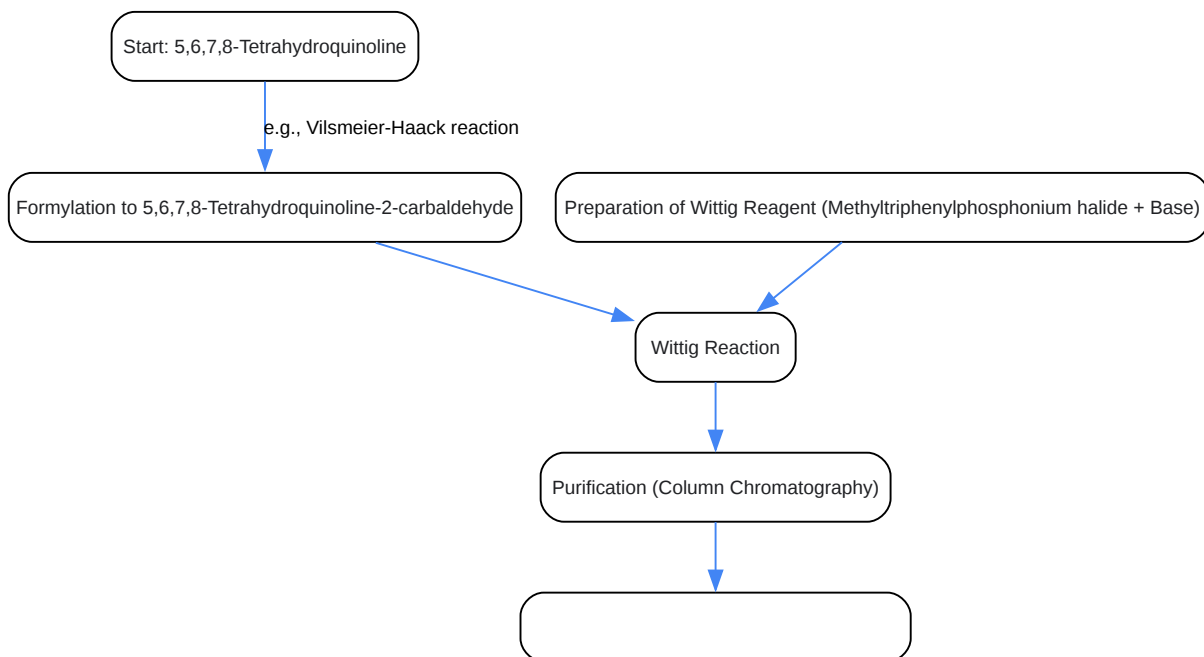 Start: 5,6,7,8-Tetrahydroquinoline
e.g., Vilsmeier-Haack reaction
Formylation to 5,6,7,8-Tetrahydroquinoline-2-carbaldehyde
Preparation of Wittig Reagent (Methyltriphenylphosphonium halide + Base)
Wittig Reaction
Purification (Column Chromatography)